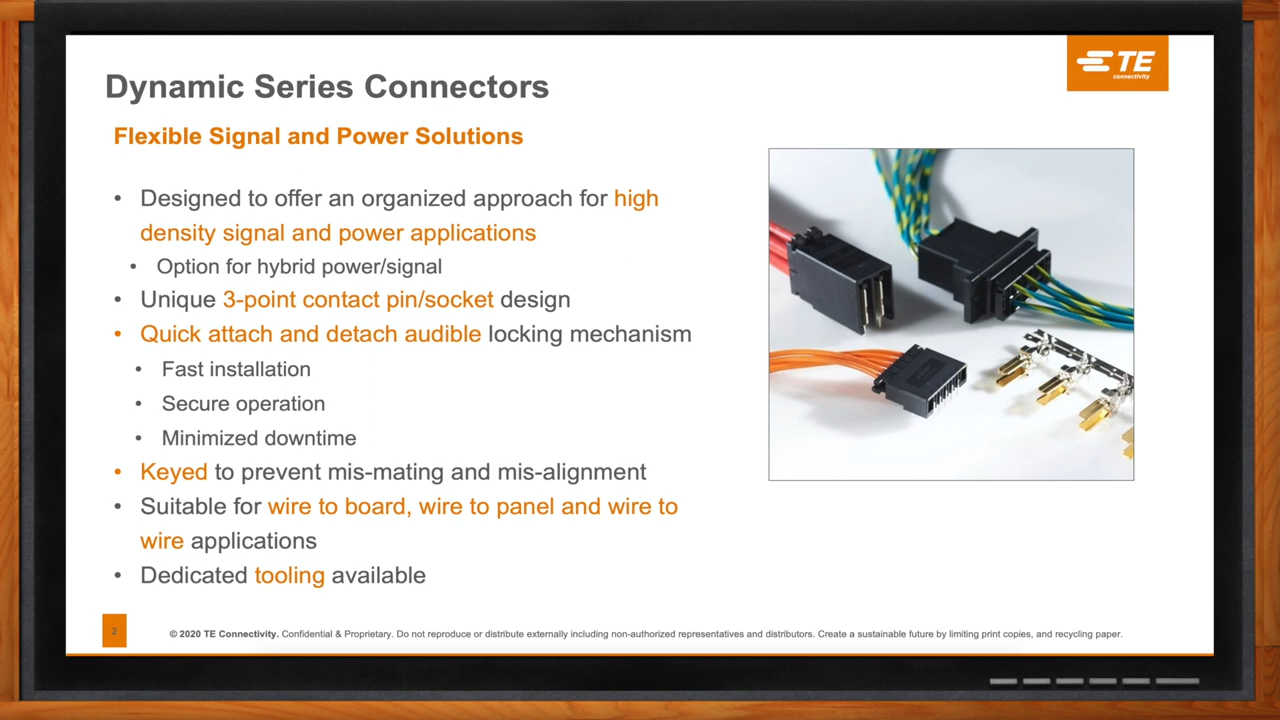 Dynamic Series Connectors
TE
connectivity
Flexible Signal and Power Solutions
• Designed to offer an organized approach for high
density signal and power applications
• Option for hybrid power/signal
• Unique 3-point contact pin/socket design
• Quick attach and detach audible locking mechanism
• Fast installation
• Secure operation
• Minimized downtime
• Keyed to prevent mis-mating and mis-alignment
• Suitable for wire to board, wire to panel and wire to
wire applications
• Dedicated tooling available
2
© 2020 TE Connectivity. Confidential & Proprietary. Do not reproduce or distribute externally including non-authorized representatives and distributors. Create a sustainable future by limiting print copies, and recycling paper.